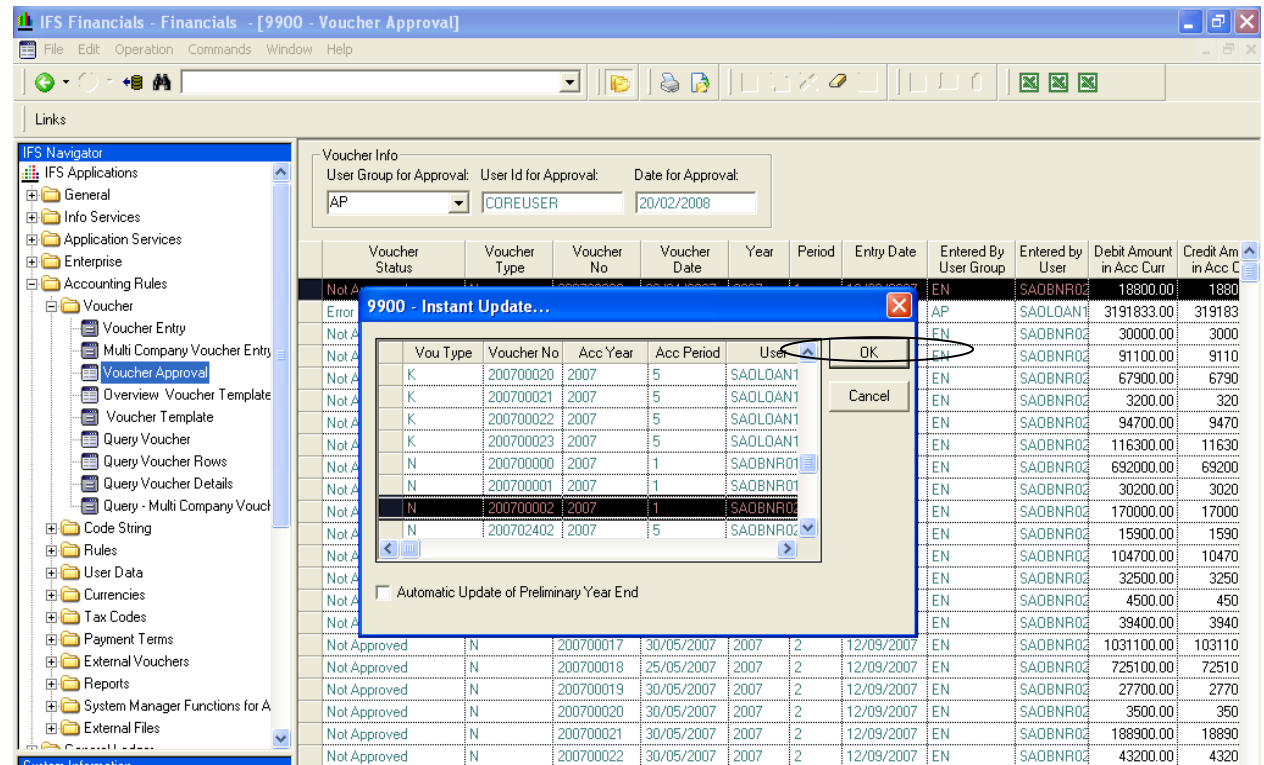 IFS Financials - Financials - [9900 - Voucher Approval]
File Edit Operation Commands Window Help
Links
IFS Navigator
IFS Applications
General
Info Services
Application Services
Enterprise
Accounting Rules
Voucher
Voucher Entry
Multi Company Voucher Entry
Voucher Approval
Overview Voucher Template
Voucher Template
Query Voucher
Query Voucher Rows
Query Voucher Details
Query - Multi Company Vouch
Code String
Rules
User Data
Currencies
Tax Codes
Payment Terms
External Vouchers
Reports
System Manager Functions for A
External Files
System Information
Voucher Info
User Group for Approval: User Id for Approval: Date for Approval:
AP COREUSER 20/02/2008
Voucher Status Voucher Type Voucher No Voucher Date Year Period Entry Date Entered By User Group Entered by User Debit Amount in Acc Curr Credit Am in Acc C
Not A EN SAOBNR02 18800.00 1880
Error AP SAOLOAN1 3191833.00 319183
Not A EN SAOBNR02 30000.00 3000
Not A EN SAOBNR02 91100.00 9110
Not A EN SAOBNR02 67900.00 6790
Not A EN SAOBNR02 3200.00 320
Not A EN SAOBNR02 94700.00 9470
Not A EN SAOBNR02 116300.00 11630
Not A EN SAOBNR02 692000.00 69200
Not A EN SAOBNR02 30200.00 3020
Not A EN SAOBNR02 170000.00 17000
Not A EN SAOBNR02 15900.00 1590
Not A EN SAOBNR02 104700.00 10470
Not A EN SAOBNR02 32500.00 3250
Not A EN SAOBNR02 4500.00 450
Not A EN SAOBNR02 39400.00 3940
Not Approved N 200700017 30/05/2007 2007 2 12/09/2007 EN SAOBNR02 1031100.00 103110
Not Approved N 200700018 25/05/2007 2007 2 12/09/2007 EN SAOBNR02 725100.00 72510
Not Approved N 200700019 30/05/2007 2007 2 12/09/2007 EN SAOBNR02 27700.00 2770
Not Approved N 200700020 30/05/2007 2007 2 12/09/2007 EN SAOBNR02 3500.00 350
Not Approved N 200700021 30/05/2007 2007 2 12/09/2007 EN SAOBNR02 188900.00 18890
Not Approved N 200700022 30/05/2007 2007 2 12/09/2007 EN SAOBNR02 43200.00 4320
9900 - Instant Update...
Vou Type Voucher No Acc Year Acc Period User
K 200700020 2007 5 SAOLOAN1
K 200700021 2007 5 SAOLOAN1
K 200700022 2007 5 SAOLOAN1
K 200700023 2007 5 SAOLOAN1
N 200700000 2007 1 SAOBNR01
N 200700001 2007 1 SAOBNR01
N 200700002 2007 1 SAOBNR02
N 200702402 2007 5 SAOBNR02
OK
Cancel
Automatic Update of Preliminary Year End